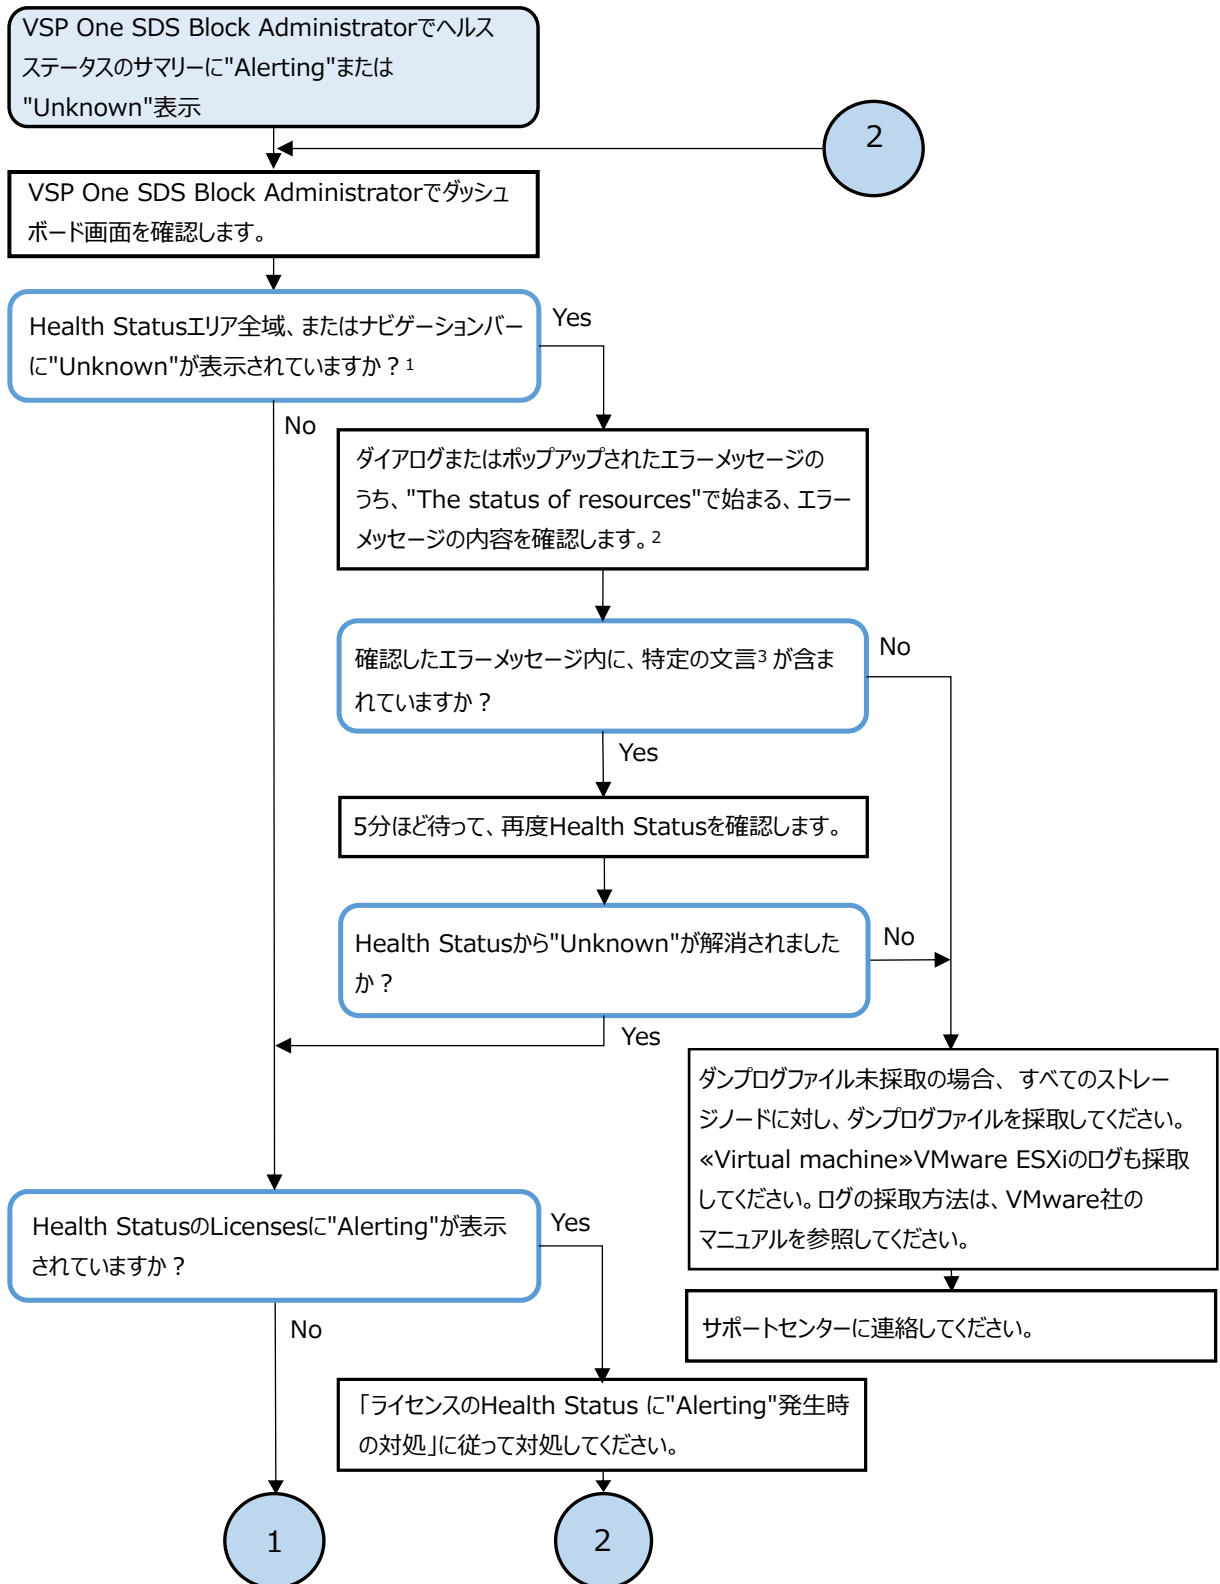 VSP One SDS Block Administratorでヘルス
ステータスのサマリーに"Alerting"または
"Unknown"表示
2
VSP One SDS Block Administratorでダッシュ
ボード画面を確認します。
Health Statusエリア全域、またはナビゲーションバー
に"Unknown"が表示されていますか？1
Yes
No
ダイアログまたはポップアップされたエラーメッセージの
うち、"The status of resources"で始まる、エラー
メッセージの内容を確認します。2
確認したエラーメッセージ内に、特定の文言3 が含ま
れていますか？
No
Yes
5分ほど待って、再度Health Statusを確認します。
Health Statusから"Unknown"が解消されました
か？
No
Yes
ダンプログファイル未採取の場合、すべてのストレー
ジノードに対し、ダンプログファイルを採取してください。
«Virtual machine»VMware ESXiのログも採取
してください。ログの採取方法は、VMware社の
マニュアルを参照してください。
Health StatusのLicensesに"Alerting"が表示
されていますか？
Yes
No
サポートセンターに連絡してください。
「ライセンスのHealth Status に"Alerting"発生時
の対処」に従って対処してください。
1
2